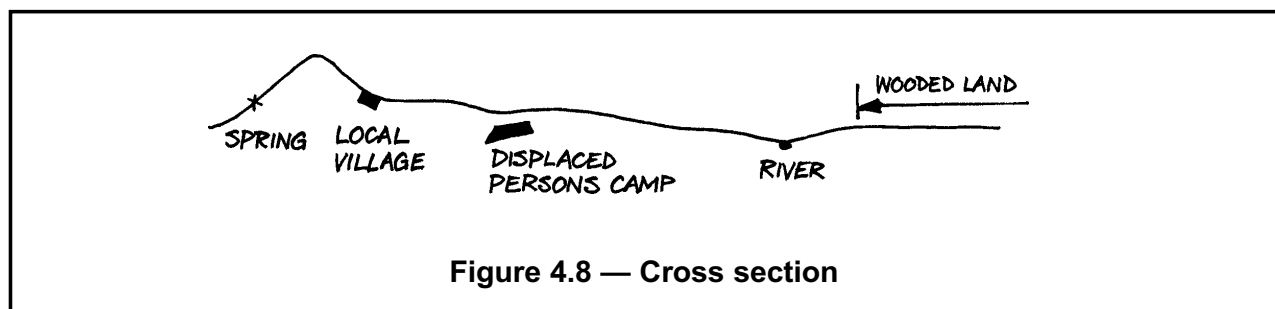 WOODED LAND
SPRING
LOCAL
VILLAGE
DISPLACED
PERSONS CAMP
RIVER
Figure 4.8 — Cross section